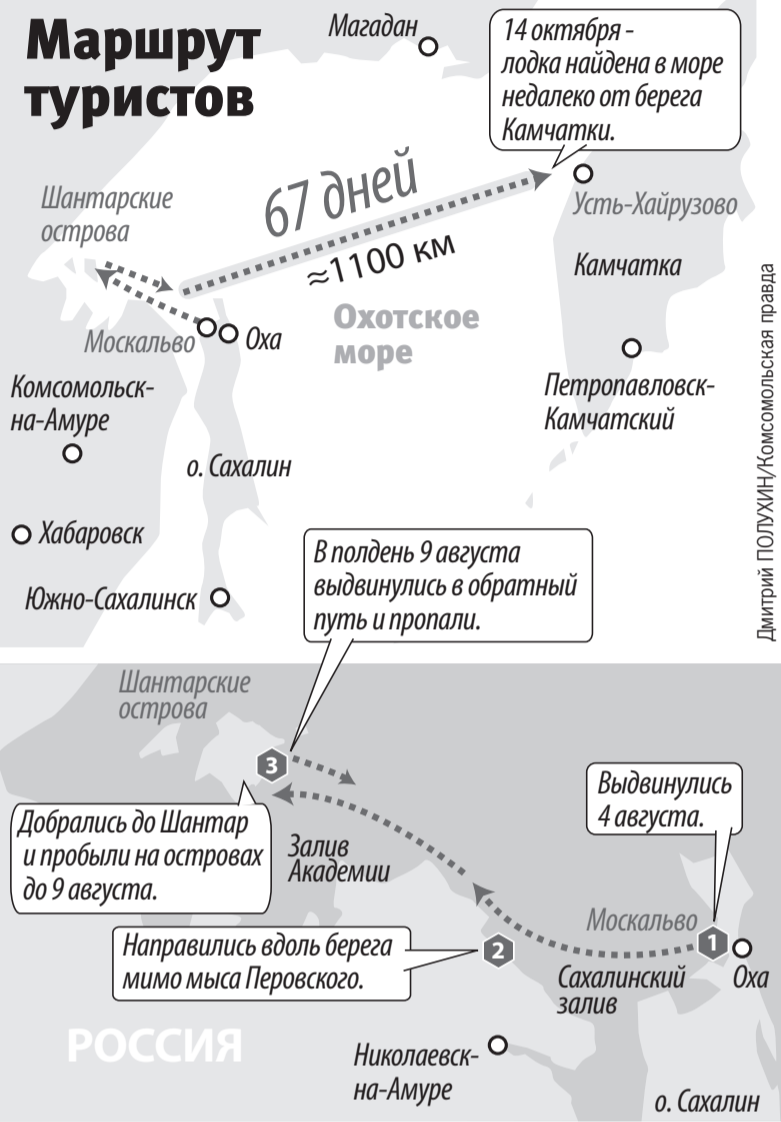 Маршрут
туристов
Магадан
14 октября -
лодка найдена в море
недалеко от берега
Камчатки.
67 дней
≈1100 км
Шантарские
острова
Усть-Хайрузово
Камчатка
Охотское
море
Москальво
Оха
Комсомольск-
на-Амуре
Петропавловск-
Камчатский
о. Сахалин
Хабаровск
Южно-Сахалинск
Дмитрий ПОЛУХИН/Комсомольская правда
В полдень 9 августа
выдвинулись в обратный
путь и пропали.
Шантарские
острова
3
Выдвинулись
4 августа.
Добрались до Шантар
и пробыли на островах
до 9 августа.
Залив
Академии
Москальво
1
Направились вдоль берега
мимо мыса Перовского.
2
Сахалинский
залив
Оха
РОССИЯ
Николаевск-
на-Амуре
о. Сахалин